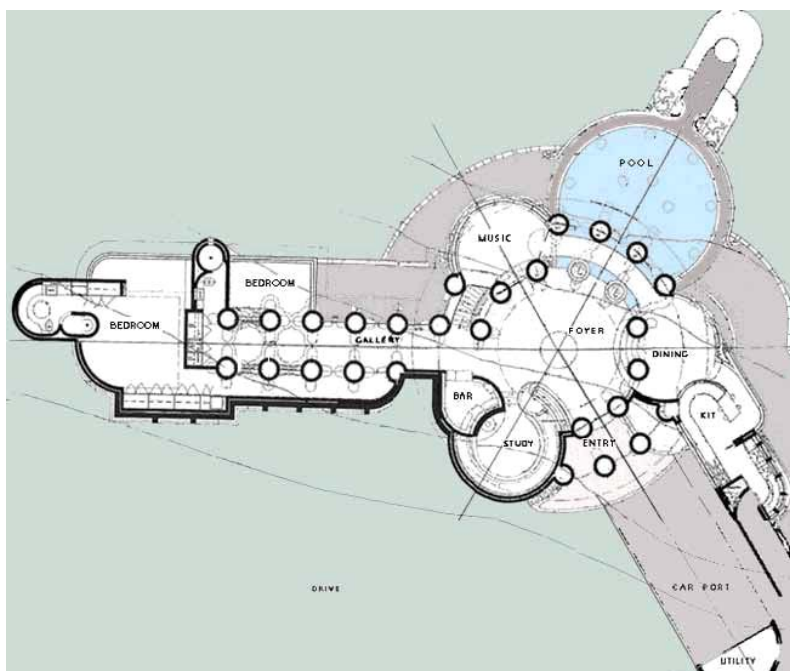 POOL
MUSIC
BEDROOM
BEDROOM
GALLERY
FOYER
DINING
BAR
KIT
STUDY
ENTRY
DRIVE
CAR PORT
UTILITY